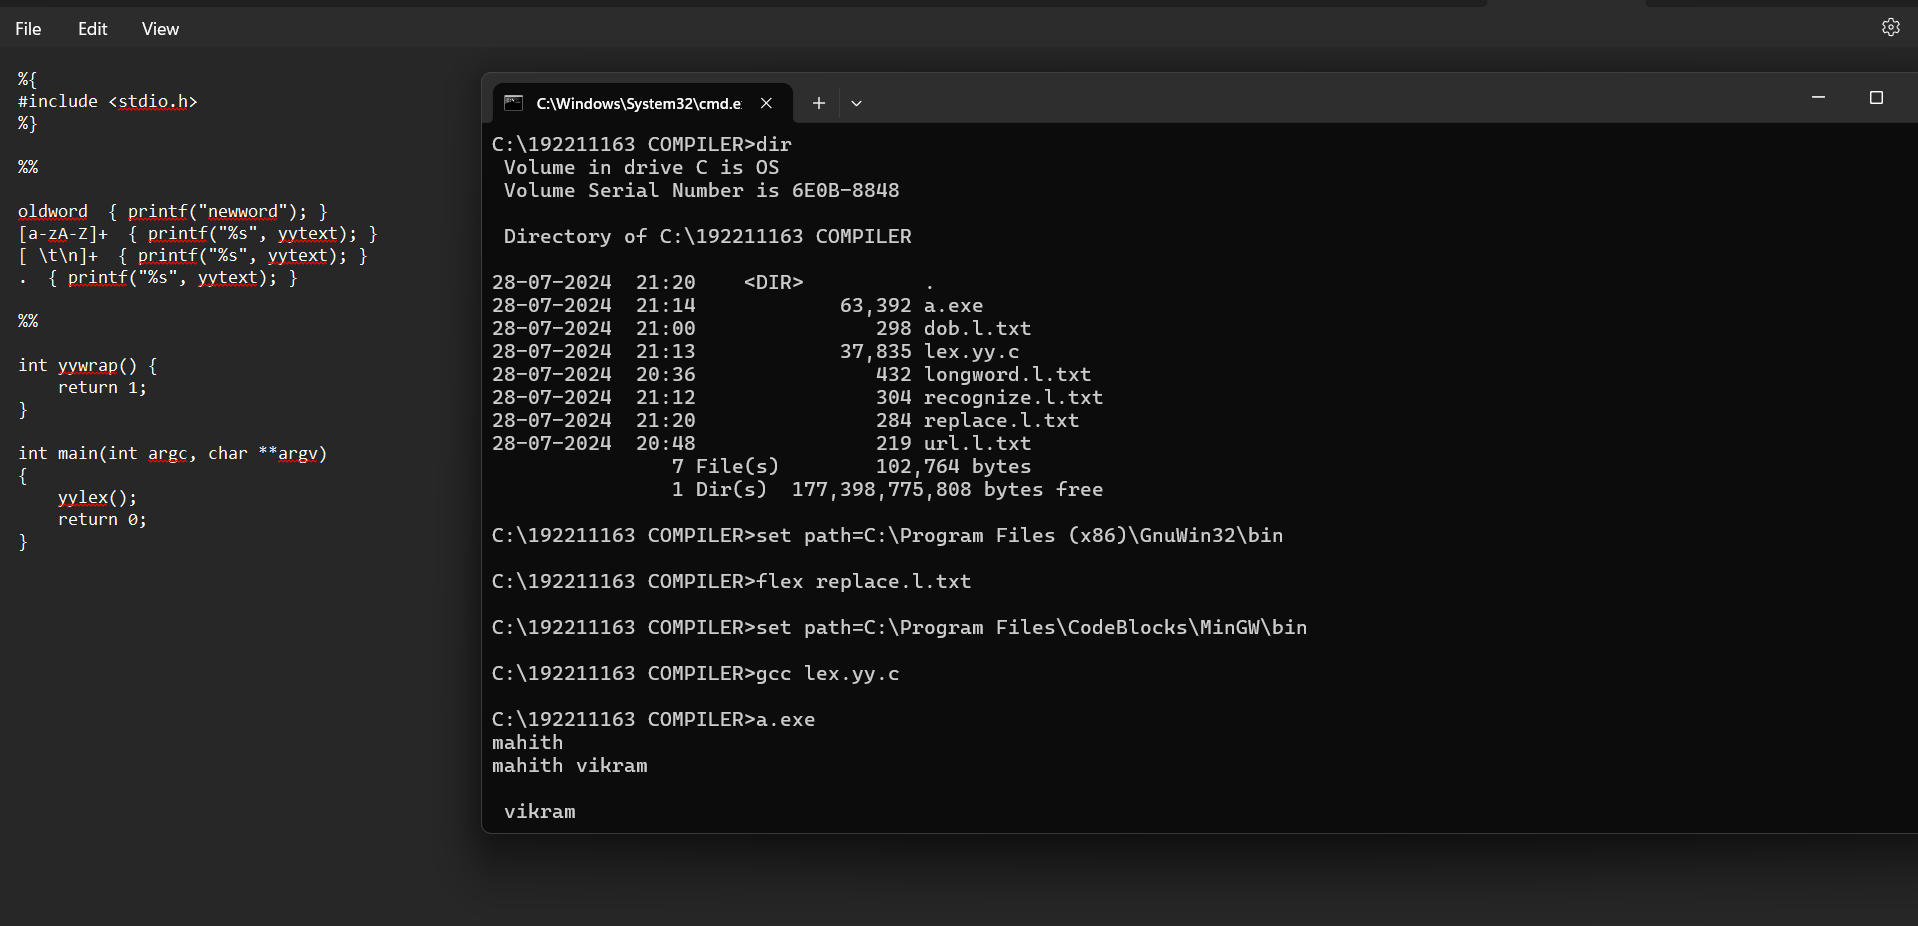 File Edit View
%{
#include <stdio.h>
%}
%%
oldword  { printf("newword"); }
[a-zA-Z]+  { printf("%s", yytext); }
[ \t\n]+  { printf("%s", yytext); }
.  { printf("%s", yytext); }
%%
int yywrap() {
    return 1;
}
int main(int argc, char **argv)
{
    yylex();
    return 0;
}
C:\Windows\System32\cmd.e
C:\192211163 COMPILER>dir
 Volume in drive C is OS
 Volume Serial Number is 6E0B-8848
 Directory of C:\192211163 COMPILER
28-07-2024  21:20    <DIR>          .
28-07-2024  21:14            63,392 a.exe
28-07-2024  21:00               298 dob.l.txt
28-07-2024  21:13            37,835 lex.yy.c
28-07-2024  20:36               432 longword.l.txt
28-07-2024  21:12               304 recognize.l.txt
28-07-2024  21:20               284 replace.l.txt
28-07-2024  20:48               219 url.l.txt
               7 File(s)        102,764 bytes
               1 Dir(s)  177,398,775,808 bytes free
C:\192211163 COMPILER>set path=C:\Program Files (x86)\GnuWin32\bin
C:\192211163 COMPILER>flex replace.l.txt
C:\192211163 COMPILER>set path=C:\Program Files\CodeBlocks\MinGW\bin
C:\192211163 COMPILER>gcc lex.yy.c
C:\192211163 COMPILER>a.exe
mahith
mahith vikram
 vikram